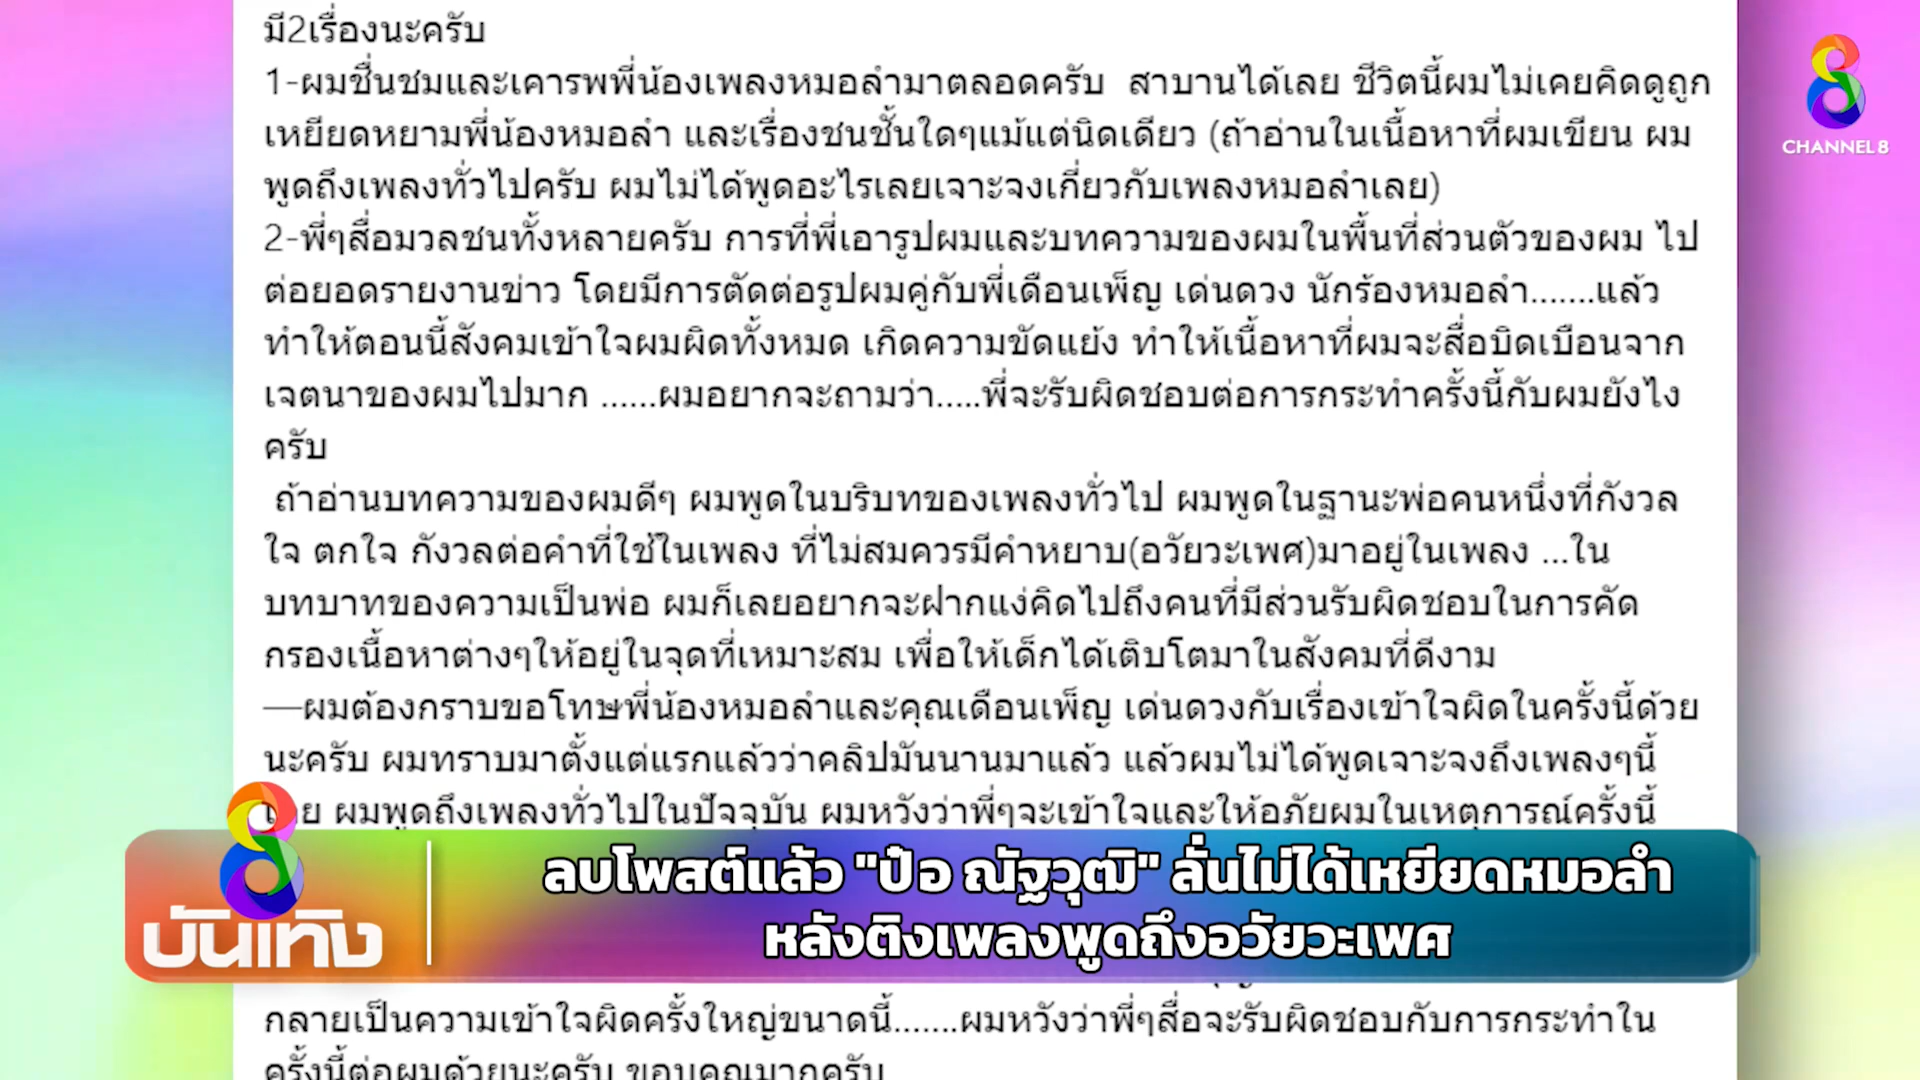 มี2เรื่องนะครับ
1-ผมชื่นชมและเคารพพี่น้องเพลงหมอลำมาตลอดครับ  สาบานได้เลย ชีวิตนี้ผมไม่เคยคิดดูถูก
เหยียดหยามพี่น้องหมอลำ และเรื่องชนชั้นใดๆแม้แต่นิดเดียว (ถ้าอ่านในเนื้อหาที่ผมเขียน ผม
พูดถึงเพลงทั่วไปครับ ผมไม่ได้พูดอะไรเลยเจาะจงเกี่ยวกับเพลงหมอลำเลย)
2-พี่ๆสื่อมวลชนทั้งหลายครับ การที่พี่เอารูปผมและบทความของผมในพื้นที่ส่วนตัวของผม ไป
ต่อยอดรายงานข่าว โดยมีการตัดต่อรูปผมคู่กับพี่เดือนเพ็ญ เด่นดวง นักร้องหมอลำ.......แล้ว
ทำให้ตอนนี้สังคมเข้าใจผมผิดทั้งหมด เกิดความขัดแย้ง ทำให้เนื้อหาที่ผมจะสื่อบิดเบือนจาก
เจตนาของผมไปมาก ......ผมอยากจะถามว่า.....พี่จะรับผิดชอบต่อการกระทำครั้งนี้กับผมยังไง
ครับ
ถ้าอ่านบทความของผมดีๆ ผมพูดในบริบทของเพลงทั่วไป ผมพูดในฐานะพ่อคนหนึ่งที่กังวล
ใจ ตกใจ กังวลต่อคำที่ใช้ในเพลง ที่ไม่สมควรมีคำหยาบ(อวัยวะเพศ)มาอยู่ในเพลง ...ใน
บทบาทของความเป็นพ่อ ผมก็เลยอยากจะฝากแง่คิดไปถึงคนที่มีส่วนรับผิดชอบในการคัด
กรองเนื้อหาต่างๆให้อยู่ในจุดที่เหมาะสม เพื่อให้เด็กได้เติบโตมาในสังคมที่ดีงาม
—ผมต้องกราบขอโทษพี่น้องหมอลำและคุณเดือนเพ็ญ เด่นดวงกับเรื่องเข้าใจผิดในครั้งนี้ด้วย
นะครับ ผมทราบมาตั้งแต่แรกแล้วว่าคลิปมันนานมาแล้ว แล้วผมไม่ได้พูดเจาะจงถึงเพลงๆนี้
ผมพูดถึงเพลงทั่วไปในปัจจุบัน ผมหวังว่าพี่ๆจะเข้าใจและให้อภัยผมในเหตุการณ์ครั้งนี้
ลบโพสต์แล้ว "ป๋อ ณัฐวุฒิ" ลั่นไม่ได้เหยียดหมอลำ
หลังติงเพลงพูดถึงอวัยวะเพศ
8
บันเทิง
กลายเป็นความเข้าใจผิดครั้งใหญ่ขนาดนี้.......ผมหวังว่าพี่ๆสื่อจะรับผิดชอบกับการกระทำใน
ครั้งนี้ต่อผมด้วยนะครับ ขอบคุณมากครับ
8
CHANNEL 8